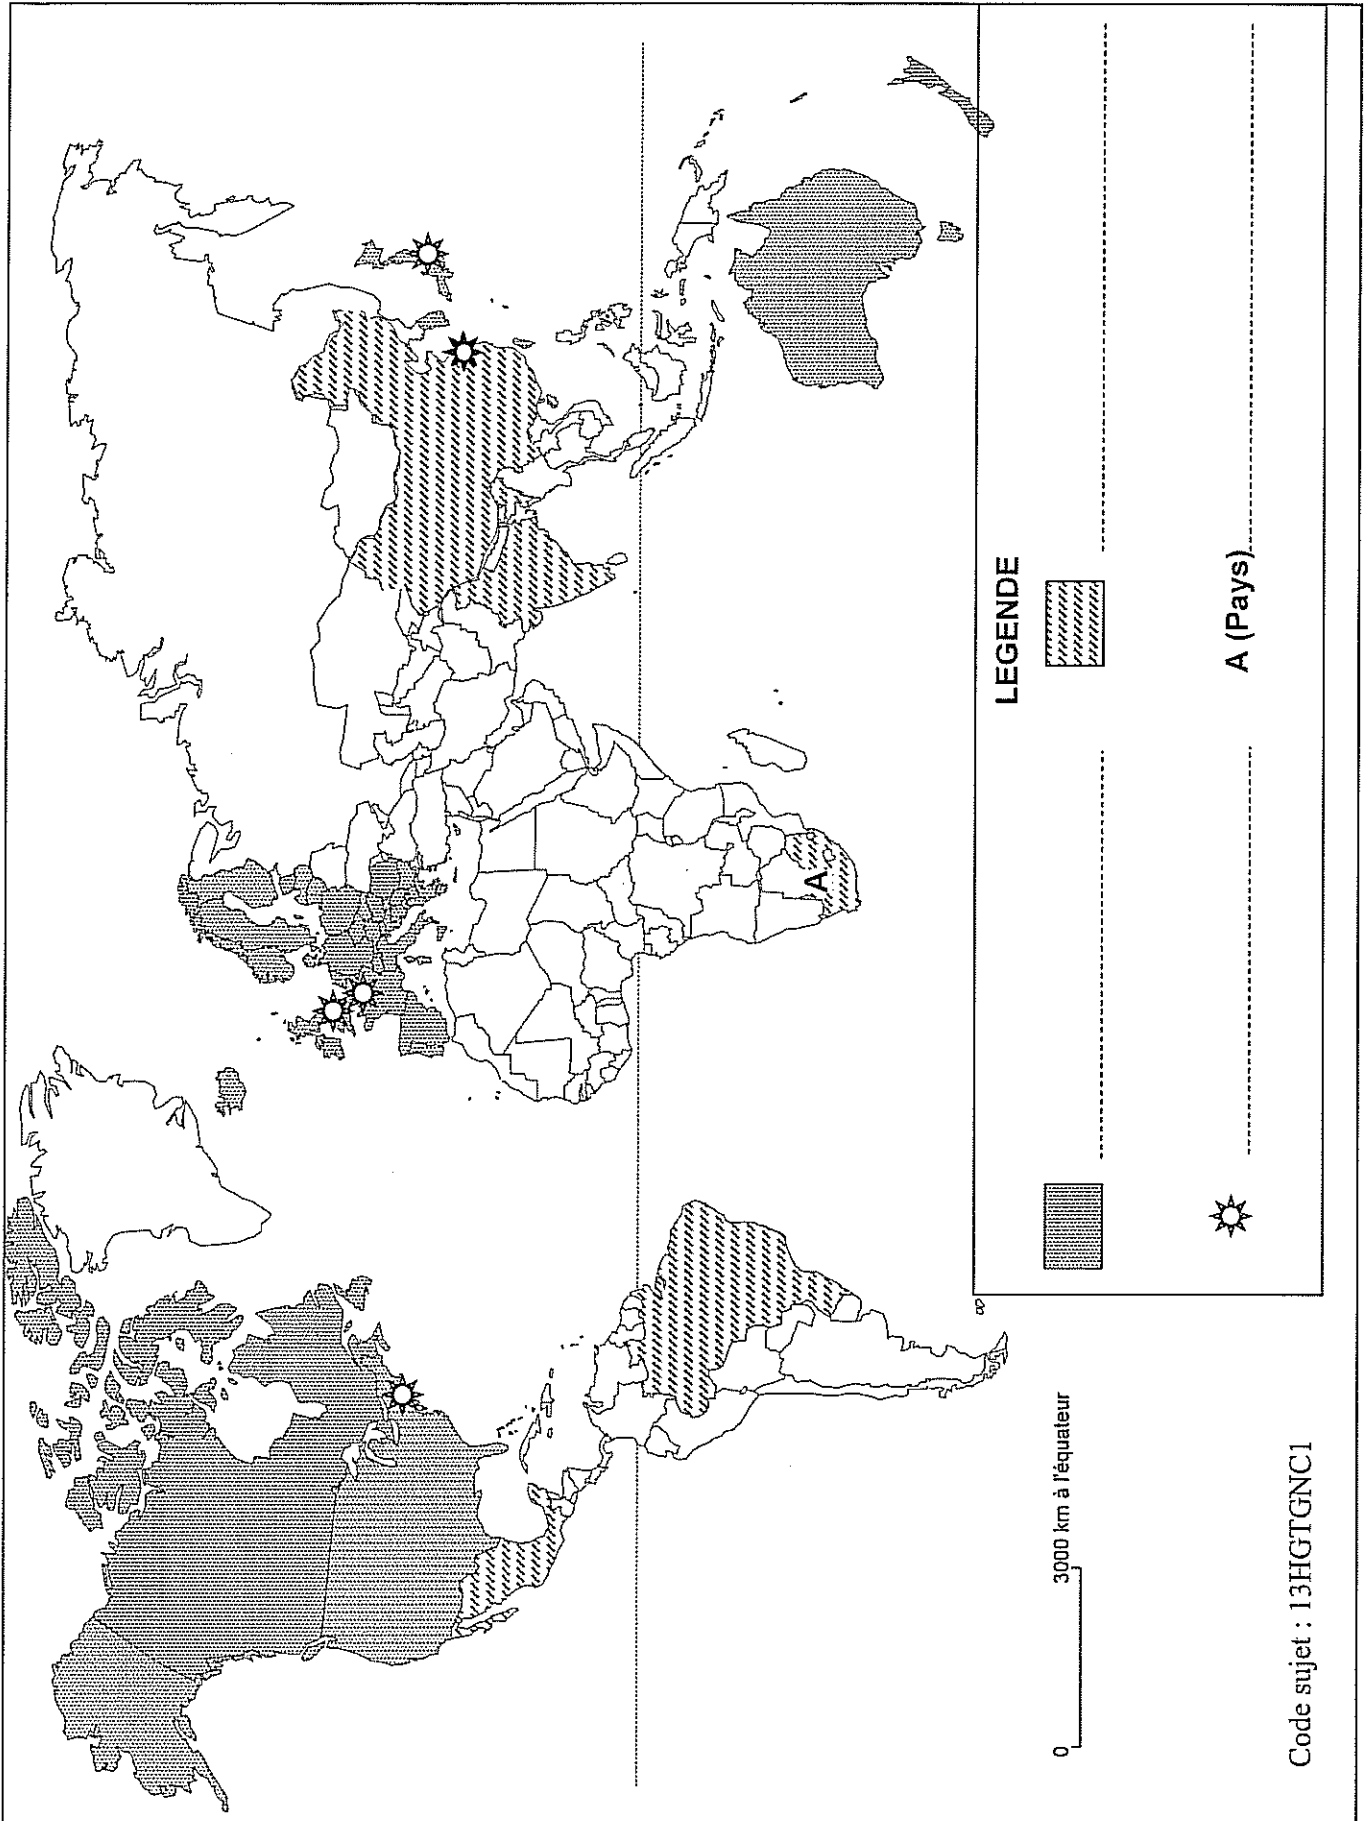 LEGENDE
A (Pays)
A
0
3000 km à l'équateur
Code sujet : 13HGTGNC1